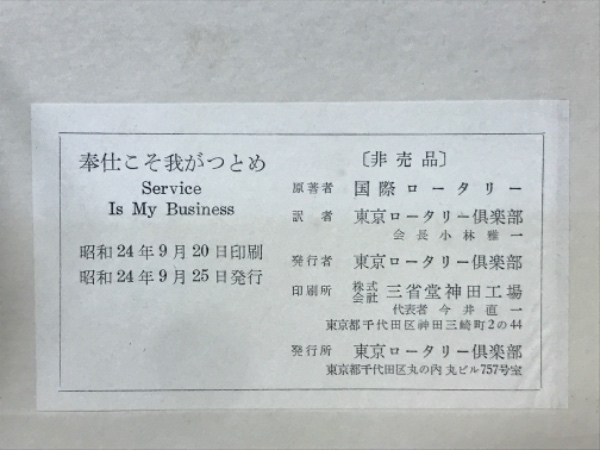 奉仕こそ我がつとめ
Service
Is My Business
昭和24年9月20日印刷
昭和24年9月25日発行
〔非売品〕
原著者 国際ロータリー
訳者 東京ロータリー倶楽部
会長 小林雅一
発行者 東京ロータリー倶楽部
印刷所 株式会社 三省堂神田工場
代表者 今井直一
東京都千代田区神田三崎町2の44
発行所 東京ロータリー倶楽部
東京都千代田区丸の内丸ビル757号室